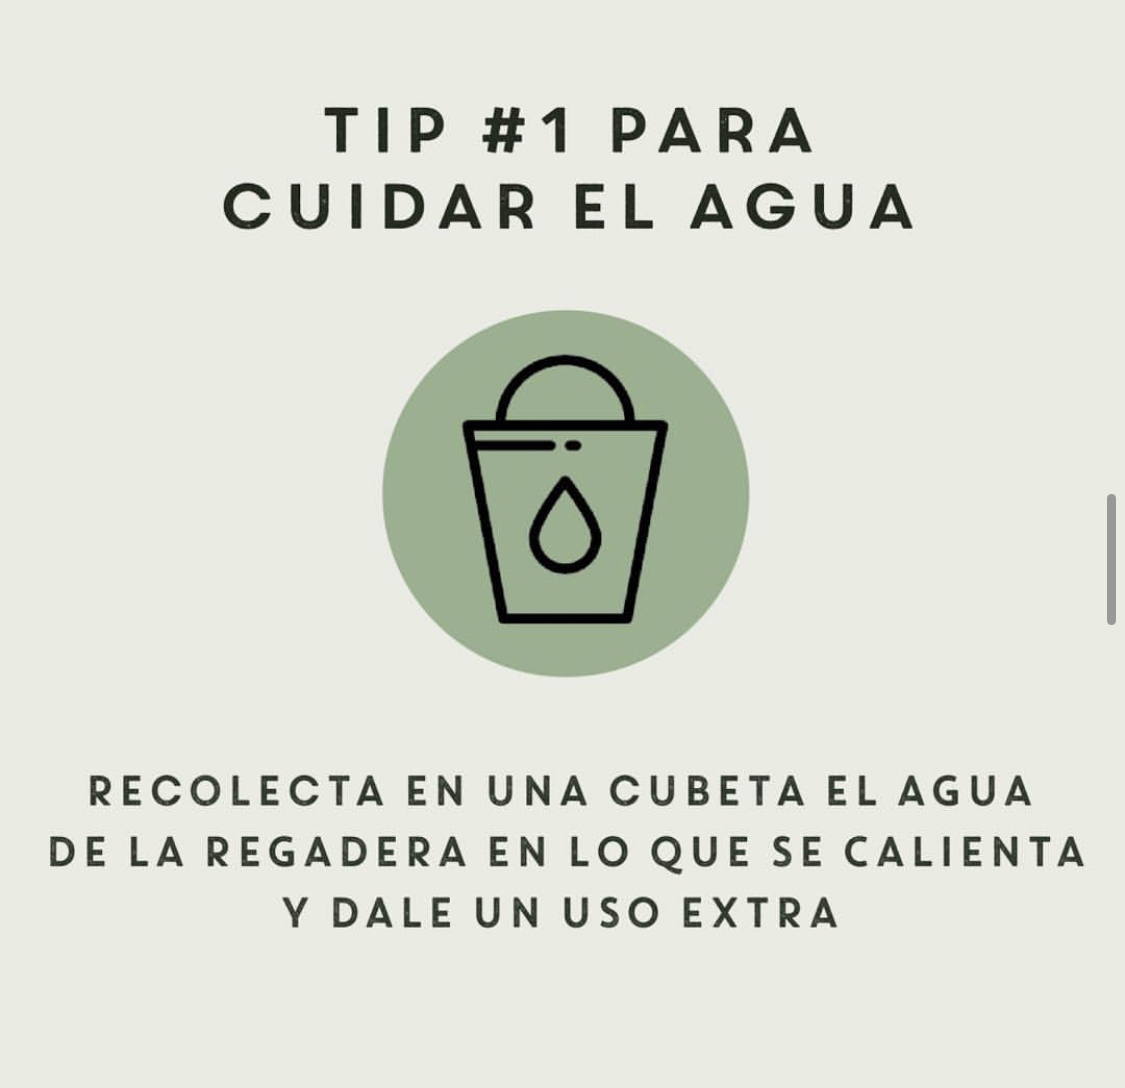 TIP #1 PARA
CUIDAR EL AGUA
RECOLECTA EN UNA CUBETA EL AGUA
DE LA REGADERA EN LO QUE SE CALIENTA
Y DALE UN USO EXTRA